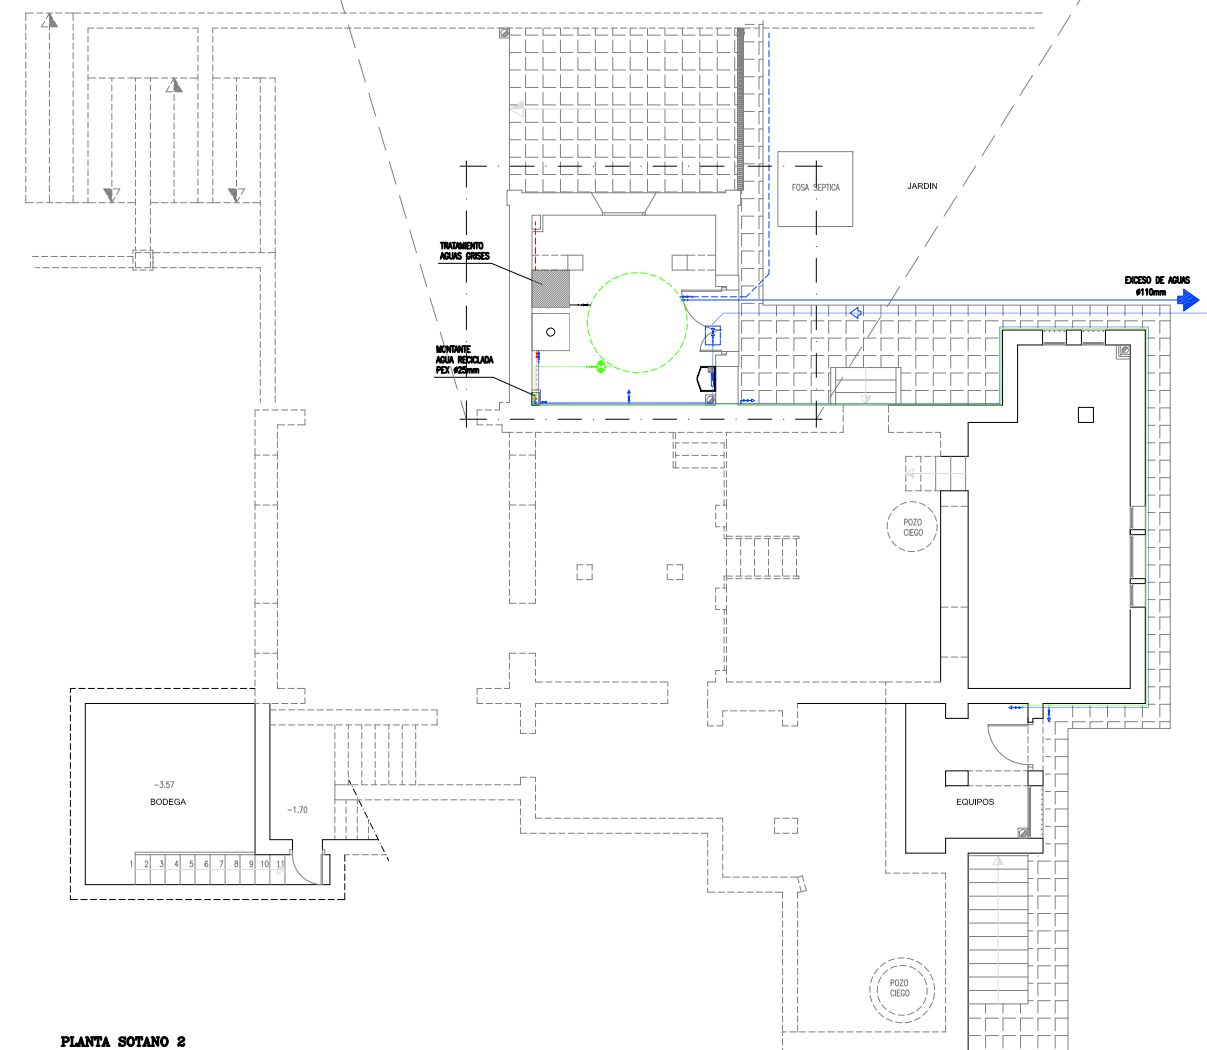 FOSA SEPTICA
JARDIN
TRATAMIENTO
AGUAS GRISES
EXCESO DE AGUAS
ø110mm
MONTANTE
AGUA RECICLADA
PEX ø25mm
POZO
CIEGO
-3.57
BODEGA
-1.70
EQUIPOS
1 2 3 4 5 6 7 8 9 10 11
POZO
CIEGO
PLANTA SOTANO 2